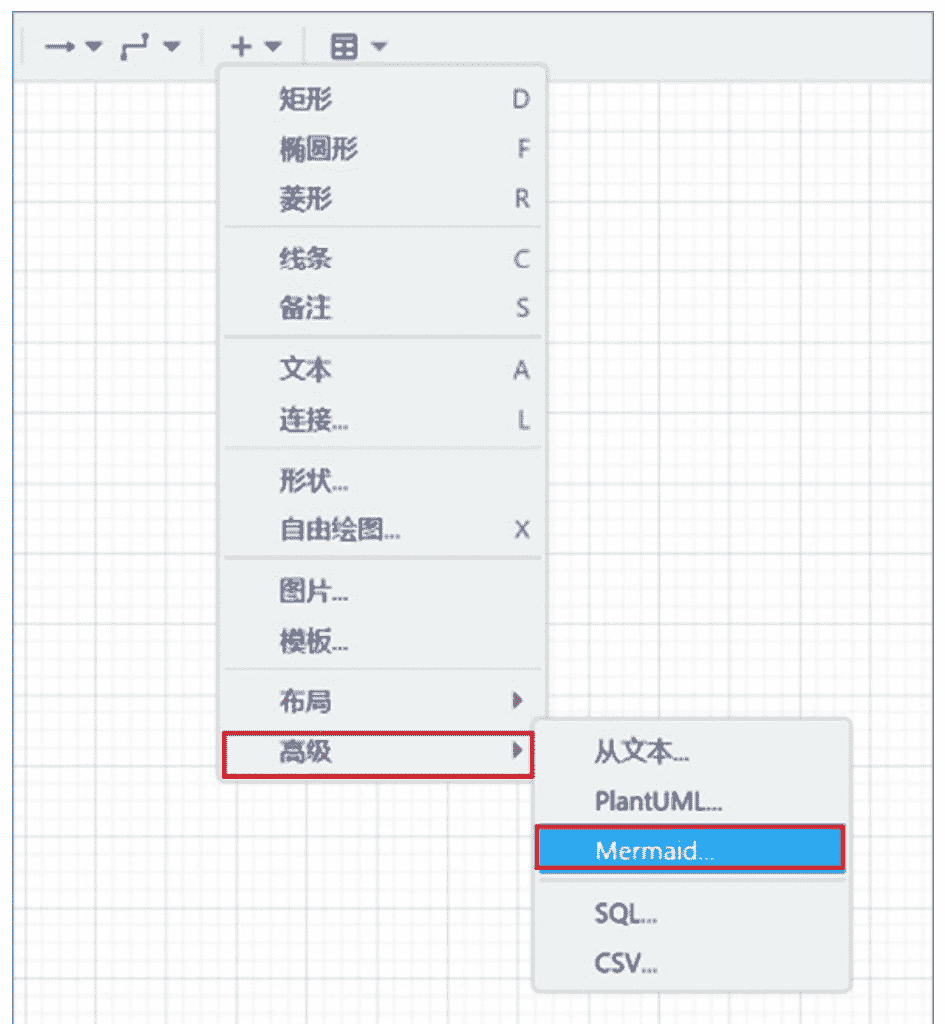 矩形 D
椭圆形 F
菱形 R
线条 C
备注 S
文本 A
连接... L
形状...
自由绘图... X
图片...
模板...
布局
高级
从文本...
PlantUML...
Mermaid...
SQL...
CSV...